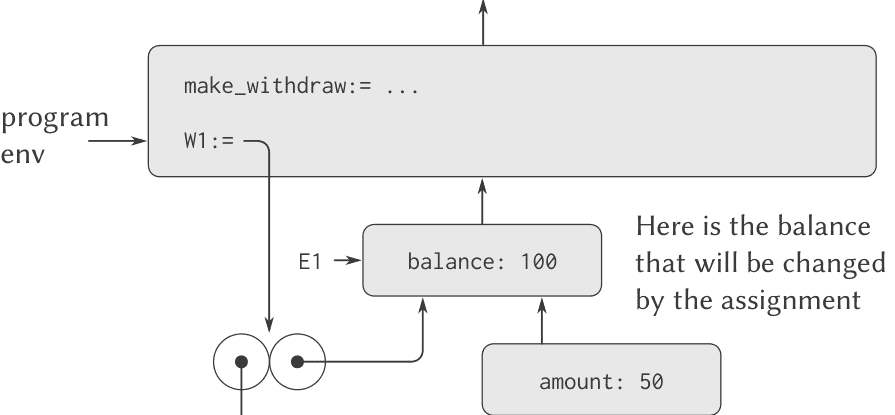 make_withdraw:= ...
program
env
W1:=
Here is the balance
that will be changed
by the assignment
E1
balance: 100
amount: 50